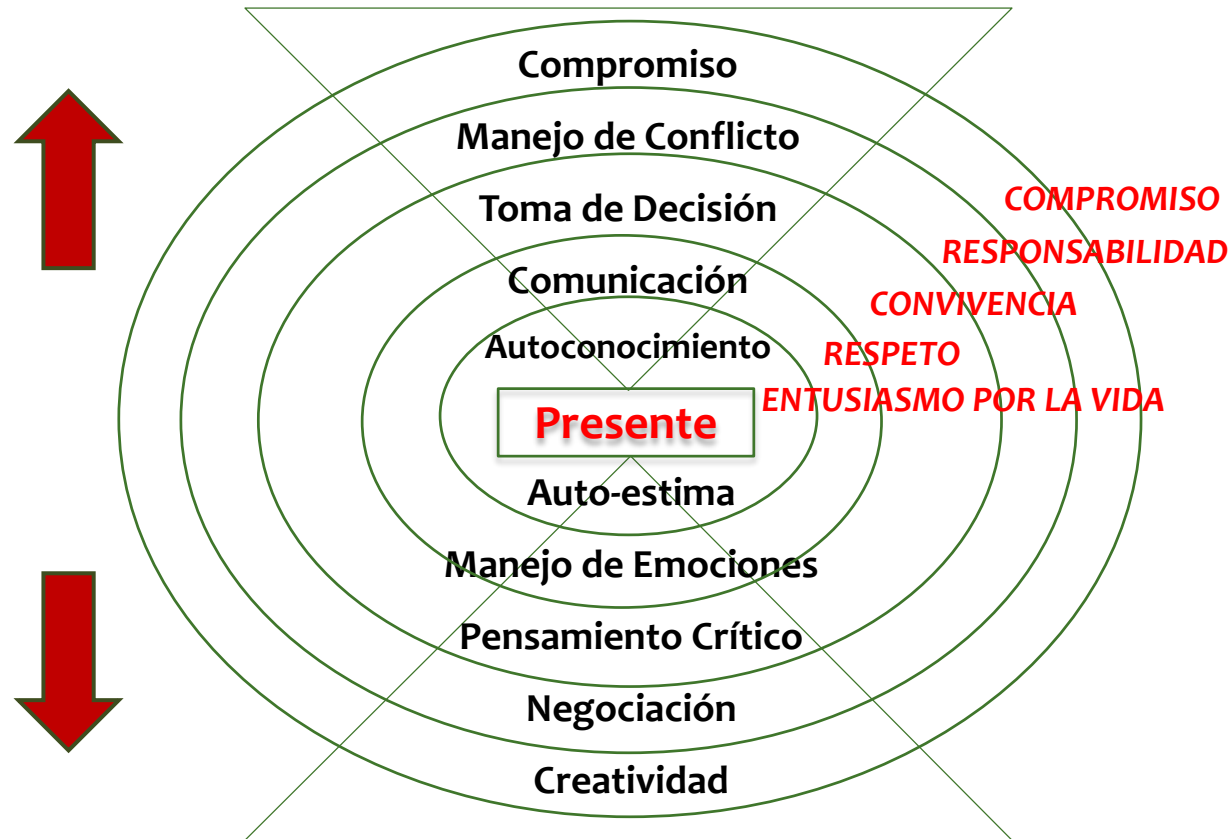 Compromiso
Manejo de Conflicto
Toma de Decisión
Comunicación
Autoconocimiento
Presente
Auto-estima
Manejo de Emociones
Pensamiento Crítico
Negociación
Creatividad
COMPROMISO
RESPONSABILIDAD
CONVIVENCIA
RESPETO
ENTUSIASMO POR LA VIDA